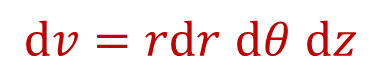 dv = rdr dθ dz